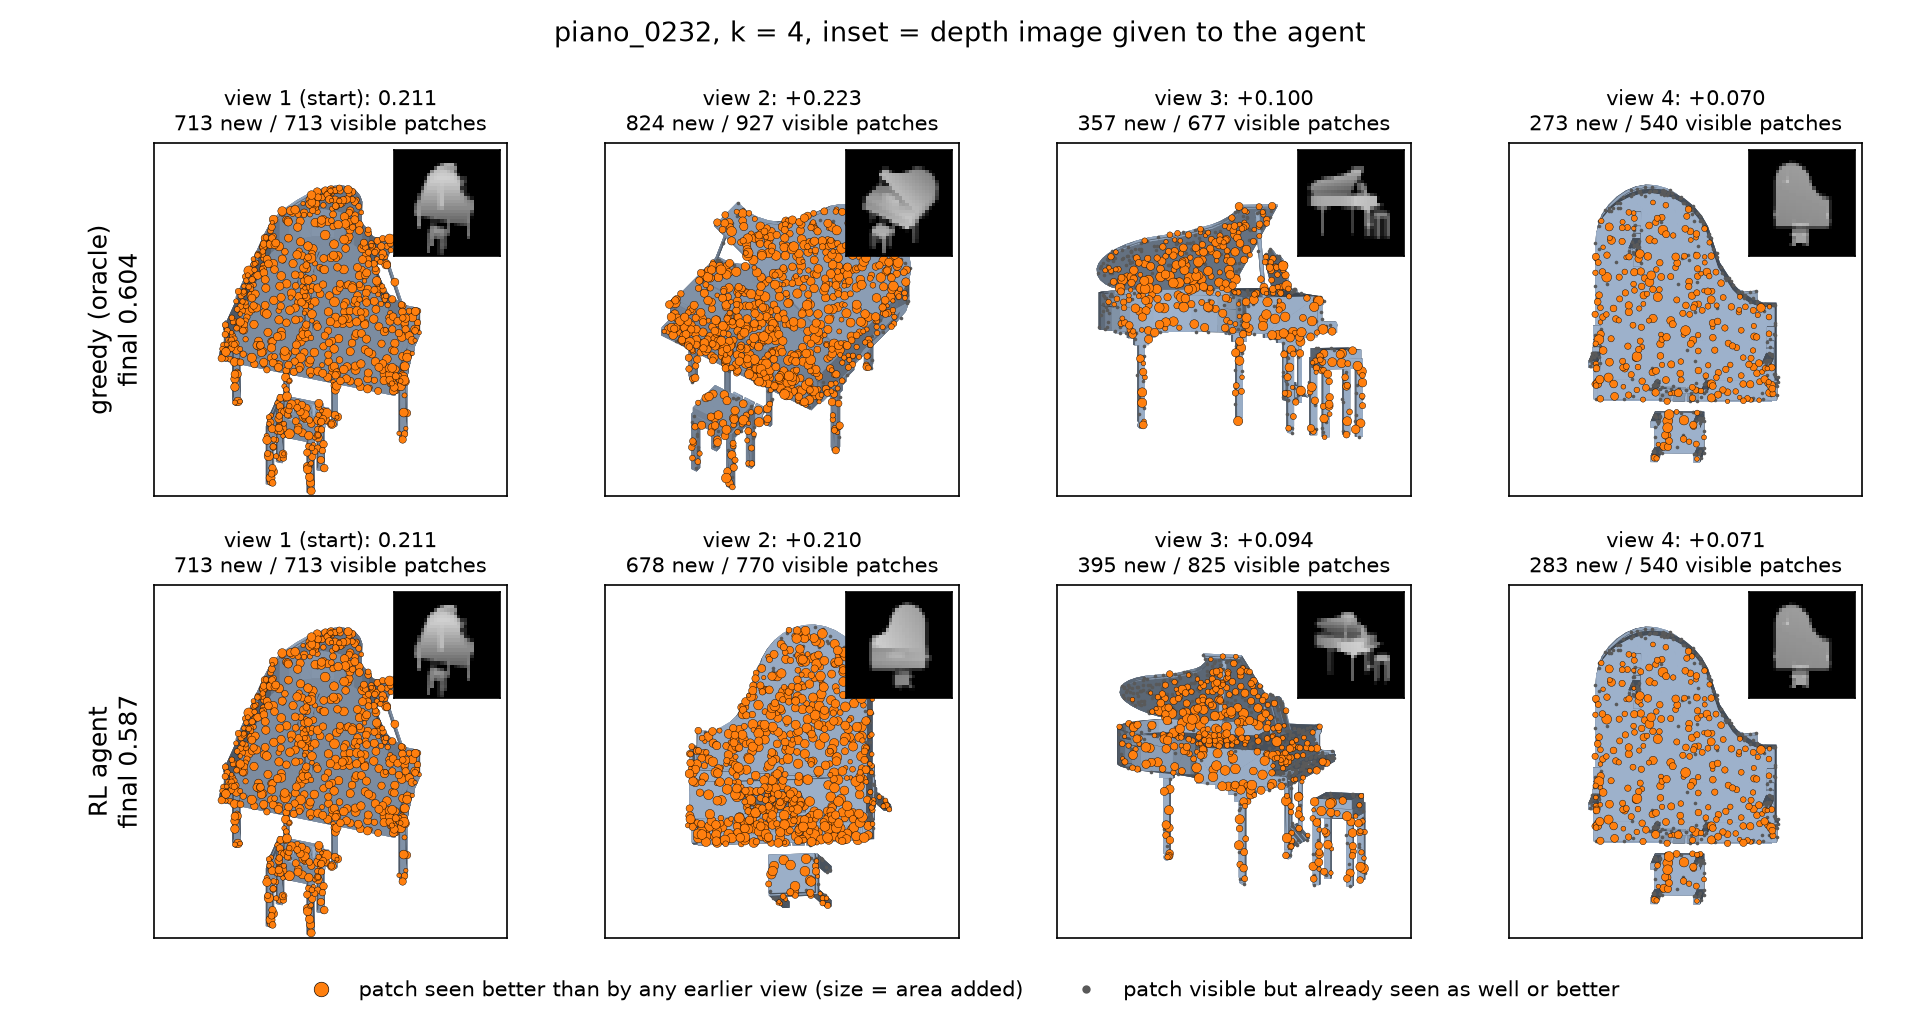 piano_0232, k = 4, inset = depth image given to the agent
greedy (oracle)
final 0.604
view 1 (start): 0.211
713 new / 713 visible patches
view 2: +0.223
824 new / 927 visible patches
view 3: +0.100
357 new / 677 visible patches
view 4: +0.070
273 new / 540 visible patches
RL agent
final 0.587
view 1 (start): 0.211
713 new / 713 visible patches
view 2: +0.210
678 new / 770 visible patches
view 3: +0.094
395 new / 825 visible patches
view 4: +0.071
283 new / 540 visible patches
patch seen better than by any earlier view (size = area added)
patch visible but already seen as well or better